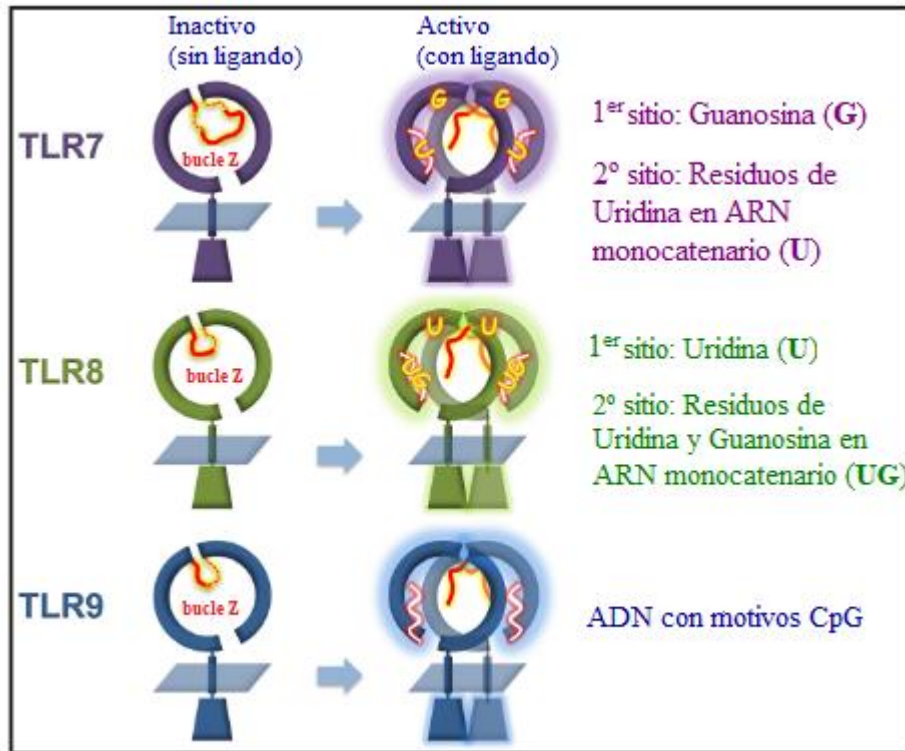 Inactivo
(sin ligando)
Activo
(con ligando)
TLR7
bucle Z
G
G
U
U
1er sitio: Guanosina (G)
2º sitio: Residuos de
Uridina en ARN
monocatenario (U)
TLR8
bucle Z
U
U
UG
UG
1er sitio: Uridina (U)
2º sitio: Residuos de
Uridina y Guanosina en
ARN monocatenario (UG)
TLR9
bucle Z
ADN con motivos CpG